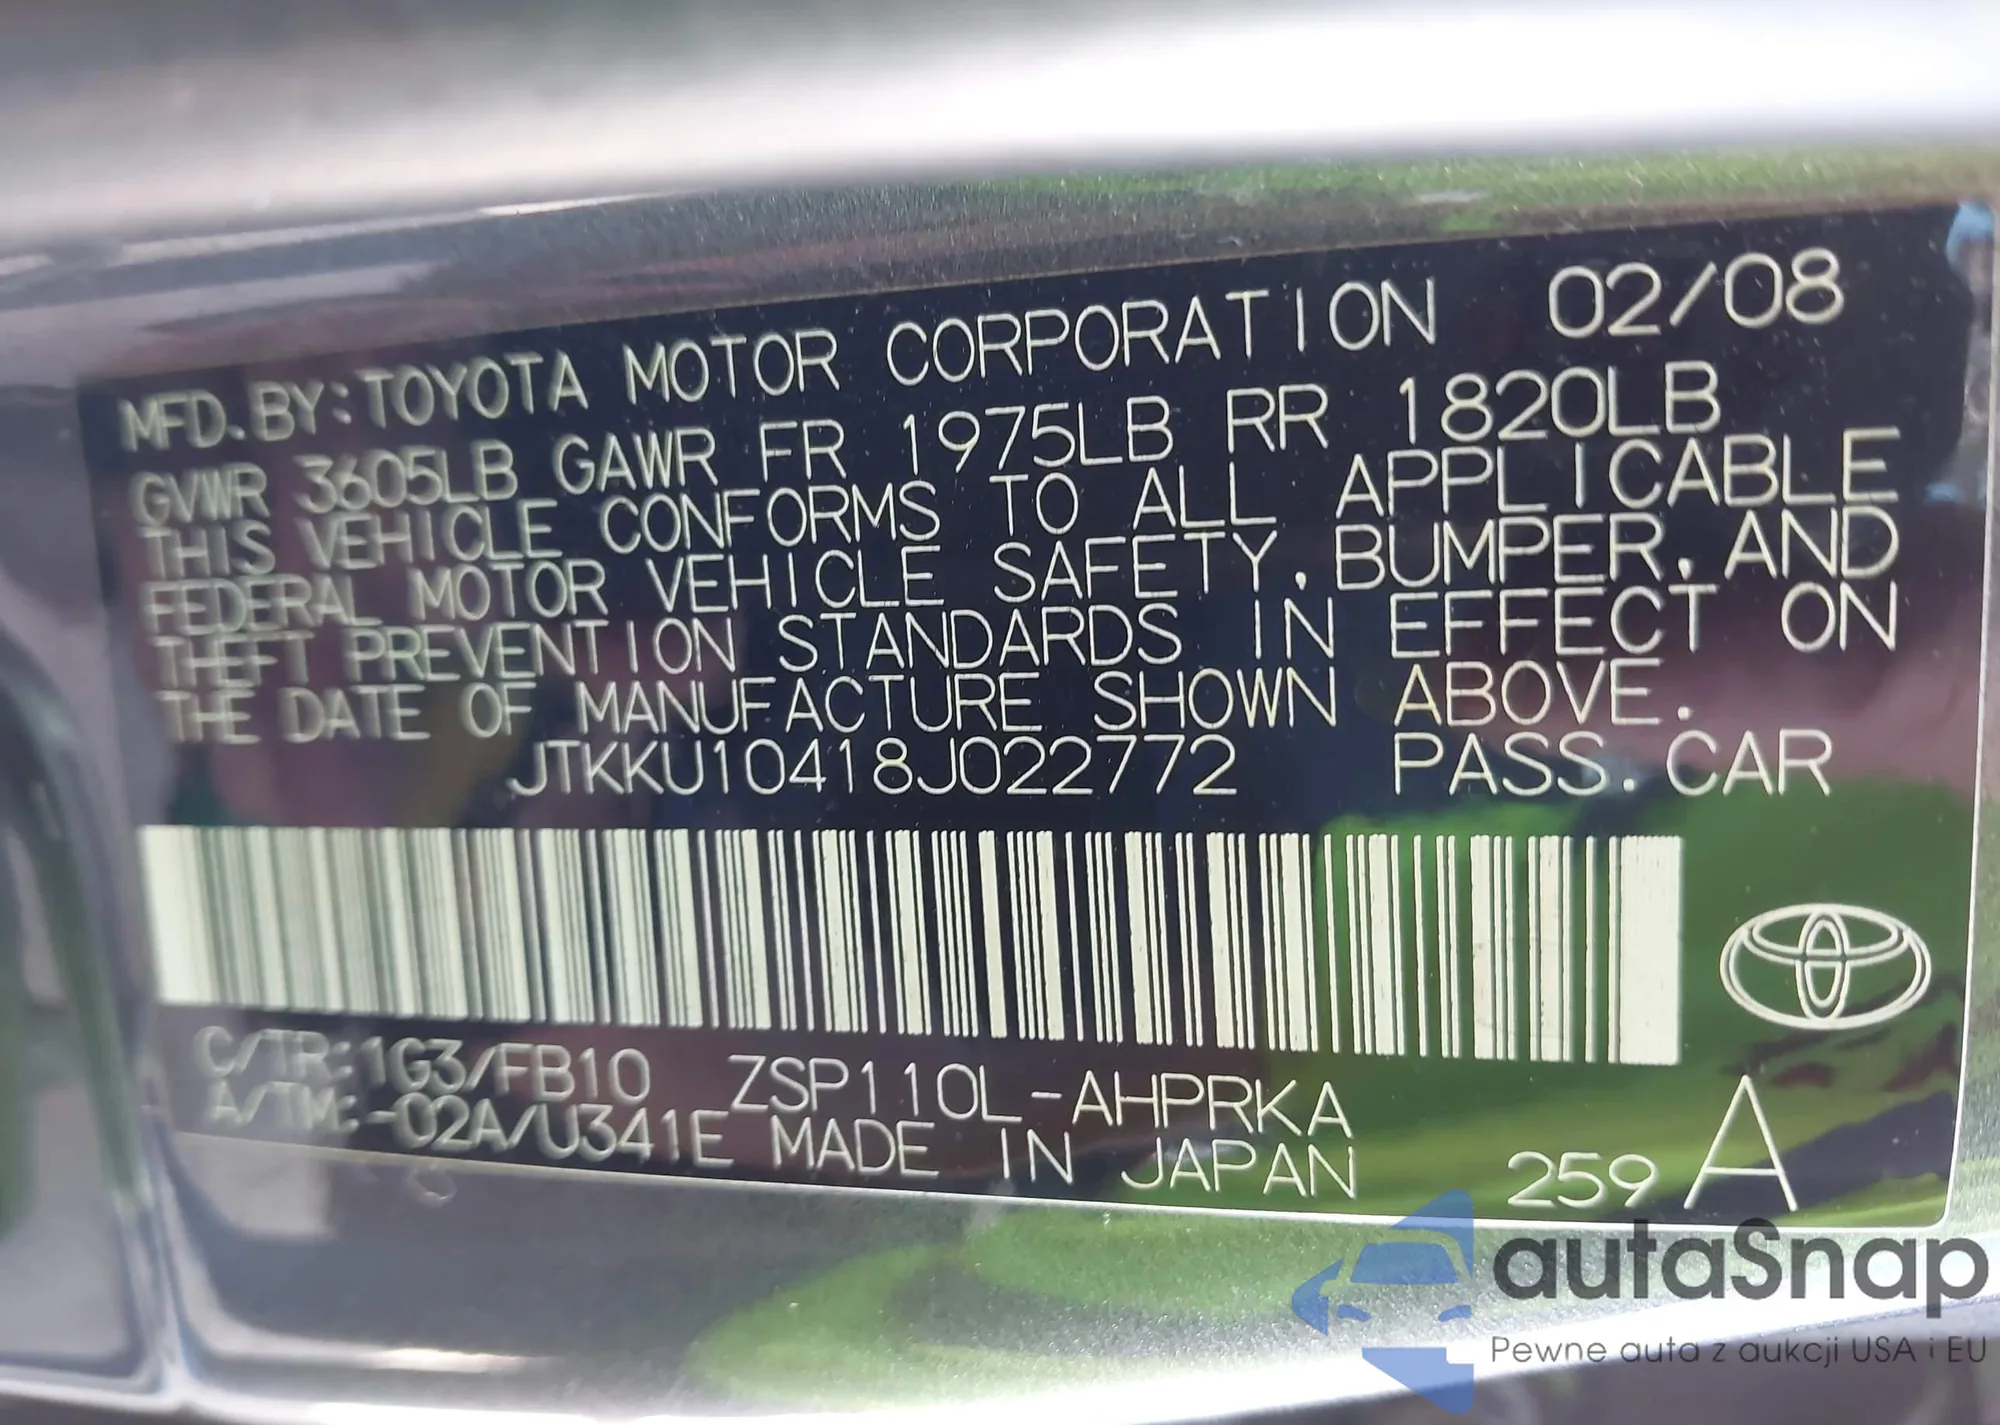 MFD.BY:TOYOTA MOTOR CORPORATION 02/08
GVWR 3605LB GAWR FR 1975LB RR 1820LB
THIS VEHICLE CONFORMS TO ALL APPLICABLE
FEDERAL MOTOR VEHICLE SAFETY,BUMPER,AND
THEFT PREVENTION STANDARDS IN EFFECT ON
THE DATE OF MANUFACTURE SHOWN ABOVE.
JTKKU10418J022772 PASS.CAR
C/TR:1G3/FB10 ZSP110L-AHPRKA
A/TM:-02A/U341E MADE IN JAPAN 259 A
autaSnap
Pewne auta z aukcji USA i EU